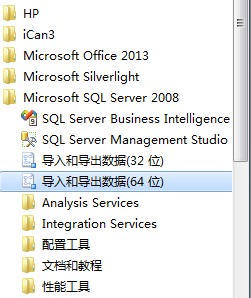 HP
iCan3
Microsoft Office 2013
Microsoft Silverlight
Microsoft SQL Server 2008
SQL Server Business Intelligence
SQL Server Management Studio
导入和导出数据(32 位)
导入和导出数据(64 位)
Analysis Services
Integration Services
配置工具
文档和教程
性能工具